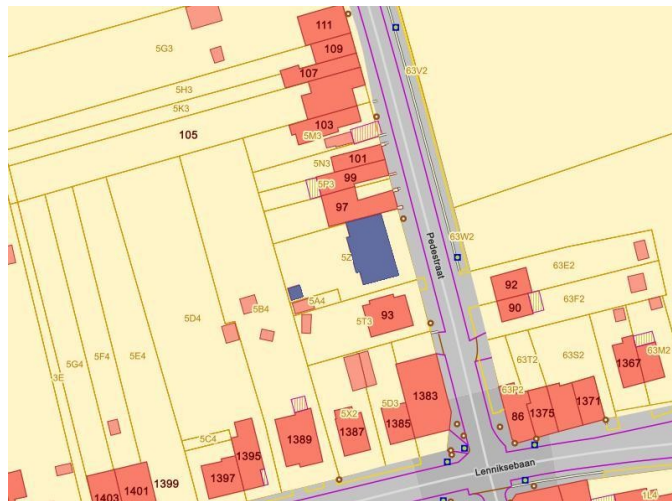 111
5G3
109
63V2
107
5H3
5K3
103
105
5M3
101
5N3
99
5P3
97
Pedestraat
63W2
5Z
63E2
92
5A4
5B4
63F2
90
5D4
93
5T3
63T2
63S2
63M2
1367
5E4
5F4
5G4
3E
1383
63P2
1371
5D3
86
1375
5X2
1385
1387
5C4
1389
1395
Lenniksebaan
1397
1399
1401
1403
1L4